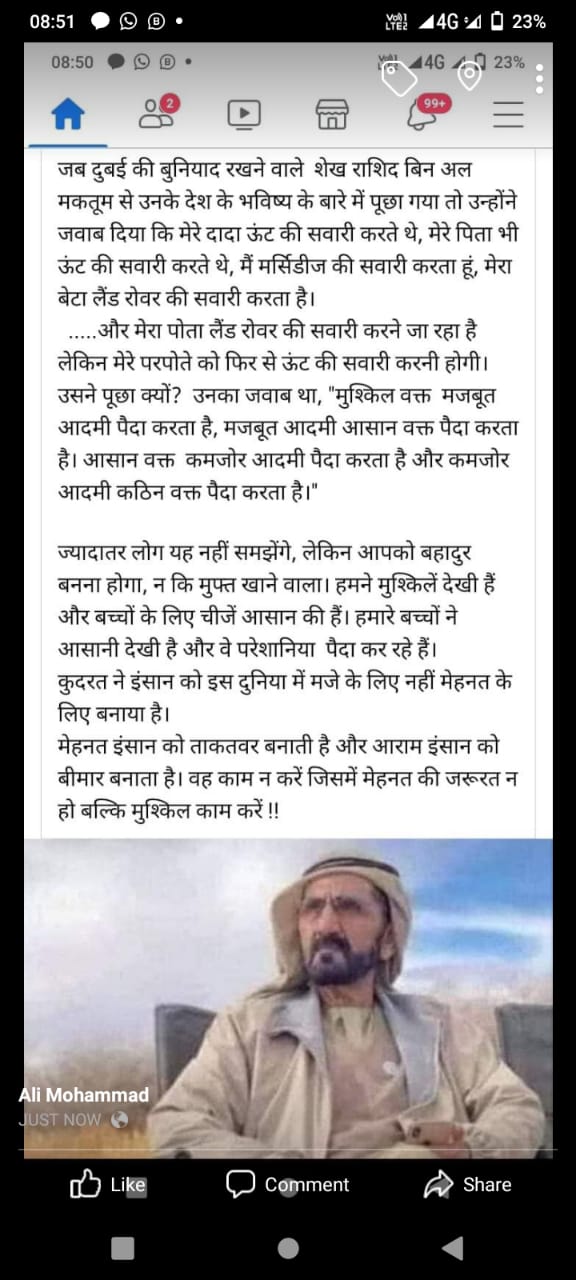 08:51
Vo)) LTE2 4G 23%
08:50
4G 23%
2
99+
जब दुबई की बुनियाद रखने वाले शेख राशिद बिन अल
मकतूम से उनके देश के भविष्य के बारे में पूछा गया तो उन्होंने
जवाब दिया कि मेरे दादा ऊंट की सवारी करते थे, मेरे पिता भी
ऊंट की सवारी करते थे, मैं मर्सिडीज की सवारी करता हूं, मेरा
बेटा लैंड रोवर की सवारी करता है।
.....और मेरा पोता लैंड रोवर की सवारी करने जा रहा है
लेकिन मेरे परपोते को फिर से ऊंट की सवारी करनी होगी।
उसने पूछा क्यों? उनका जवाब था, "मुश्किल वक्त मजबूत
आदमी पैदा करता है, मजबूत आदमी आसान वक्त पैदा करता
है। आसान वक्त कमजोर आदमी पैदा करता है और कमजोर
आदमी कठिन वक्त पैदा करता है।"
ज्यादातर लोग यह नहीं समझेंगे, लेकिन आपको बहादुर
बनना होगा, न कि मुफ्त खाने वाला। हमने मुश्किलें देखी हैं
और बच्चों के लिए चीजें आसान की हैं। हमारे बच्चों ने
आसानी देखी है और वे परेशानिया पैदा कर रहे हैं।
कुदरत ने इंसान को इस दुनिया में मजे के लिए नहीं मेहनत के
लिए बनाया है।
मेहनत इंसान को ताकतवर बनाती है और आराम इंसान को
बीमार बनाता है। वह काम न करें जिसमें मेहनत की जरूरत न
हो बल्कि मुश्किल काम करें !!
Ali Mohammad
JUST NOW
Like Comment Share